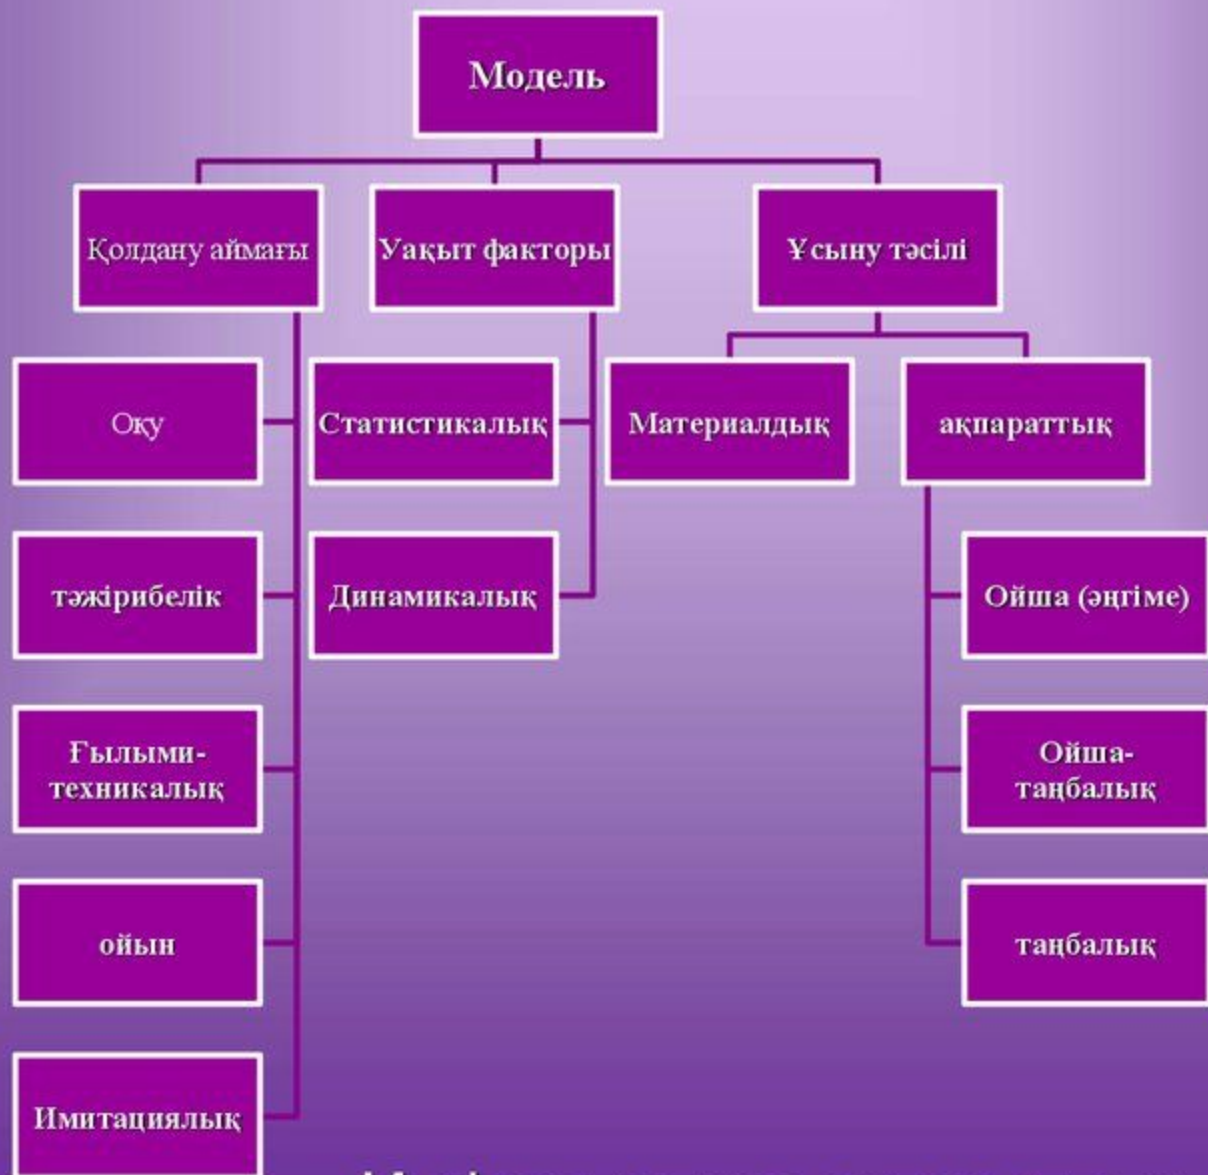 Модель
Қолдану аймағы
Уақыт факторы
Ұсыну тәсілі
Оқу
Статистикалық
Материалдық
ақпараттық
тәжірибелік
Динамикалық
Ойша (әңгіме)
Ғылыми-
техникалық
Ойша-
таңбалық
ойын
таңбалық
Имитациялық